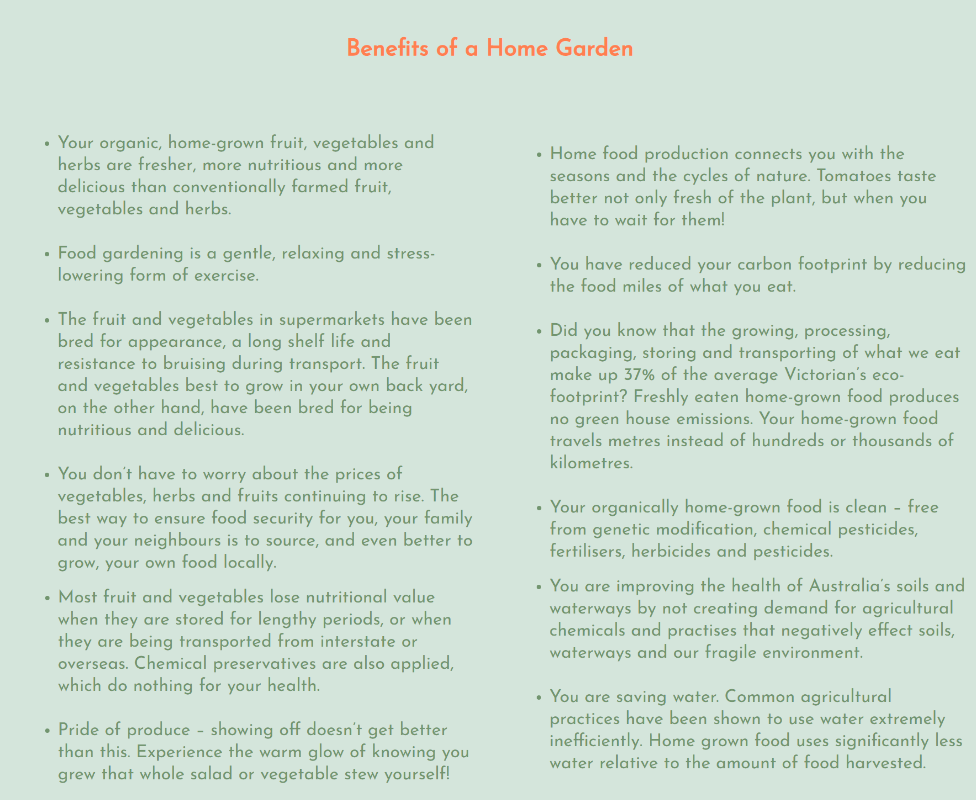 Benefits of a Home Garden
• Your organic, home-grown fruit, vegetables and
herbs are fresher, more nutritious and more
delicious than conventionally farmed fruit,
vegetables and herbs.
• Food gardening is a gentle, relaxing and stress-
lowering form of exercise.
• The fruit and vegetables in supermarkets have been
bred for appearance, a long shelf life and
resistance to bruising during transport. The fruit
and vegetables best to grow in your own back yard,
on the other hand, have been bred for being
nutritious and delicious.
• You don't have to worry about the prices of
vegetables, herbs and fruits continuing to rise. The
best way to ensure food security for you, your family
and your neighbours is to source, and even better to
grow, your own food locally.
• Most fruit and vegetables lose nutritional value
when they are stored for lengthy periods, or when
they are being transported from interstate or
overseas. Chemical preservatives are also applied,
which do nothing for your health.
• Pride of produce – showing off doesn't get better
than this. Experience the warm glow of knowing you
grew that whole salad or vegetable stew yourself!
• Home food production connects you with the
seasons and the cycles of nature. Tomatoes taste
better not only fresh of the plant, but when you
have to wait for them!
• You have reduced your carbon footprint by reducing
the food miles of what you eat.
• Did you know that the growing, processing,
packaging, storing and transporting of what we eat
make up 37% of the average Victorian's eco-
footprint? Freshly eaten home-grown food produces
no green house emissions. Your home-grown food
travels metres instead of hundreds or thousands of
kilometres.
• Your organically home-grown food is clean – free
from genetic modification, chemical pesticides,
fertilisers, herbicides and pesticides.
• You are improving the health of Australia's soils and
waterways by not creating demand for agricultural
chemicals and practises that negatively effect soils,
waterways and our fragile environment.
• You are saving water. Common agricultural
practices have been shown to use water extremely
inefficiently. Home grown food uses significantly less
water relative to the amount of food harvested.